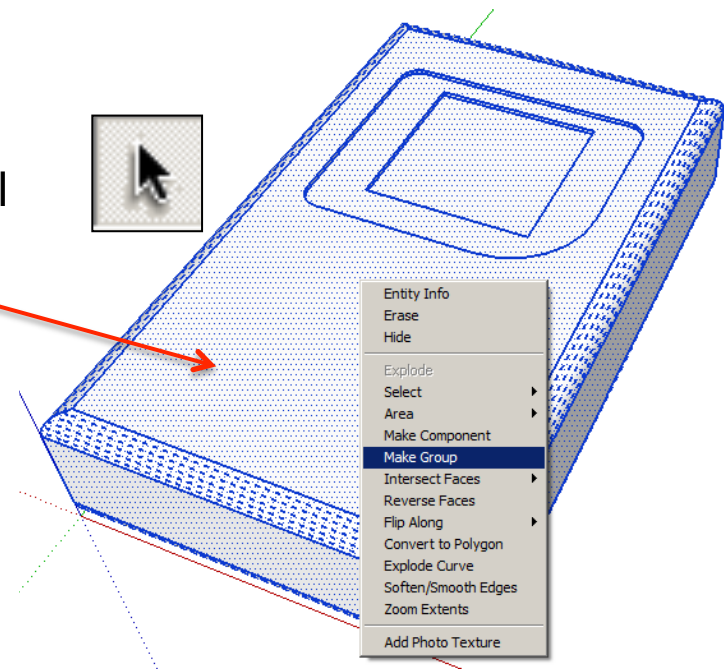 Entity Info
Erase
Hide
Explode
Select
Area
Make Component
Make Group
Intersect Faces
Reverse Faces
Flip Along
Convert to Polygon
Explode Curve
Soften/Smooth Edges
Zoom Extents
Add Photo Texture